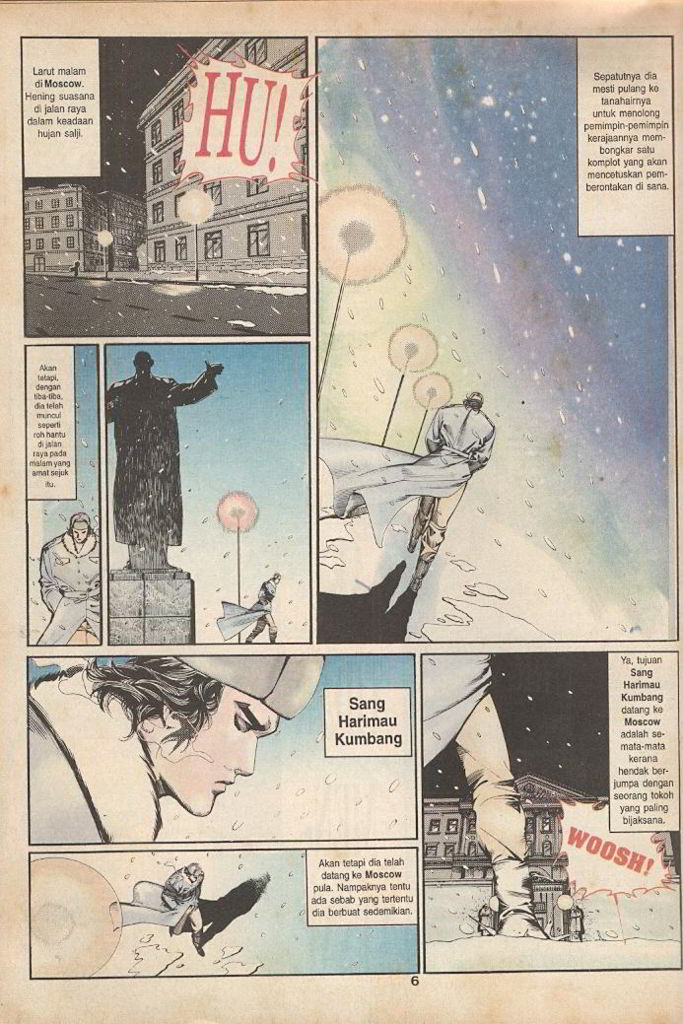 Larut malam
di Moscow.
Hening suasana
di jalan raya
dalam keadaan
hujan salji.
HU!
Sepatutnya dia
mesti pulang ke
tanahairnya
untuk menolong
pemimpin-pemimpin
kerajaannya mem-
bongkar satu
komplot yang akan
mencetuskan pem-
berontakan di sana.
Akan
tetapi,
dengan
tiba-tiba,
dia telah
muncul
seperti
roh hantu
di jalan
raya pada
malam yang
amat sejuk
itu.
Sang
Harimau
Kumbang
Ya, tujuan
Sang
Harimau
Kumbang
datang ke
Moscow
adalah se-
mata-mata
kerana
hendak ber-
jumpa dengan
seorang tokoh
yang paling
bijaksana.
WOOSH!
Akan tetapi dia telah
datang ke Moscow
pula. Nampaknya tentu
ada sebab yang tertentu
dia berbuat sedemikian.
6